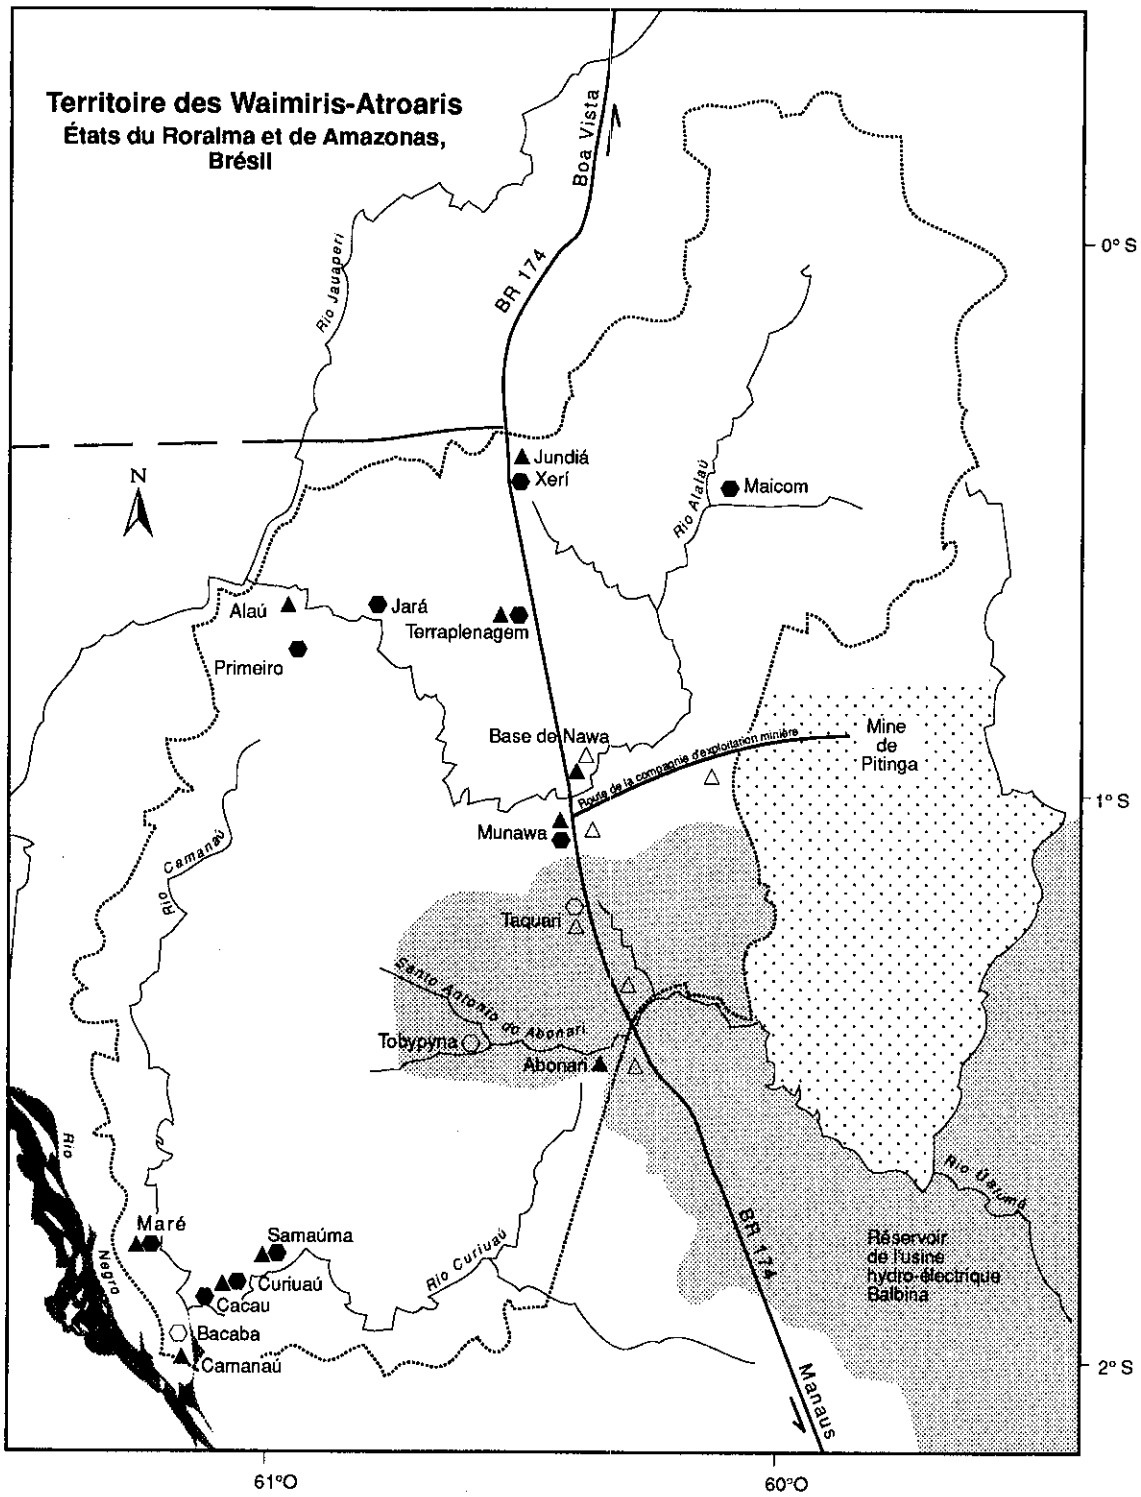 Territoire des Waimiris-Atroaris
États du Roralma et de Amazonas,
Brésil
Boa Vista
BR 174
Rio Jauaperi
0°S
N
Jundiá
Xerí
Rio Alalaú
Maicom
Alaú
Jará
Terraplenagem
Primeiro
Base de Nawa
Route de la compagnie d'exploitation minière
Mine
de
Pitinga
1°S
Munawa
Rio Camanaú
Taquari
Santo Antonio do Abonari
Tobypyna
Abonari
Rio Negro
Rio Uatumã
Maré
Samaúma
Rio Curiuaú
BR 174
Réservoir
de l'usine
hydro-électrique
Balbina
Curiuaú
Cacau
Bacaba
Camanaú
Manaus
2°S
61°O
60°O